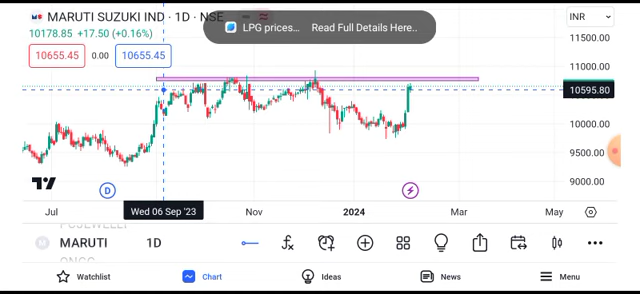 MARUTI SUZUKI IND · 1D · NSE
LPG prices... Read Full Details Here..
INR
10178.85 +17.50 (+0.16%)
10655.45 0.00 10655.45
11500.00
11000.00
10595.80
10000.00
9500.00
9000.00
D
Jul Wed 06 Sep '23 Nov 2024 Mar May
M MARUTI 1D
Watchlist Chart Ideas News Menu